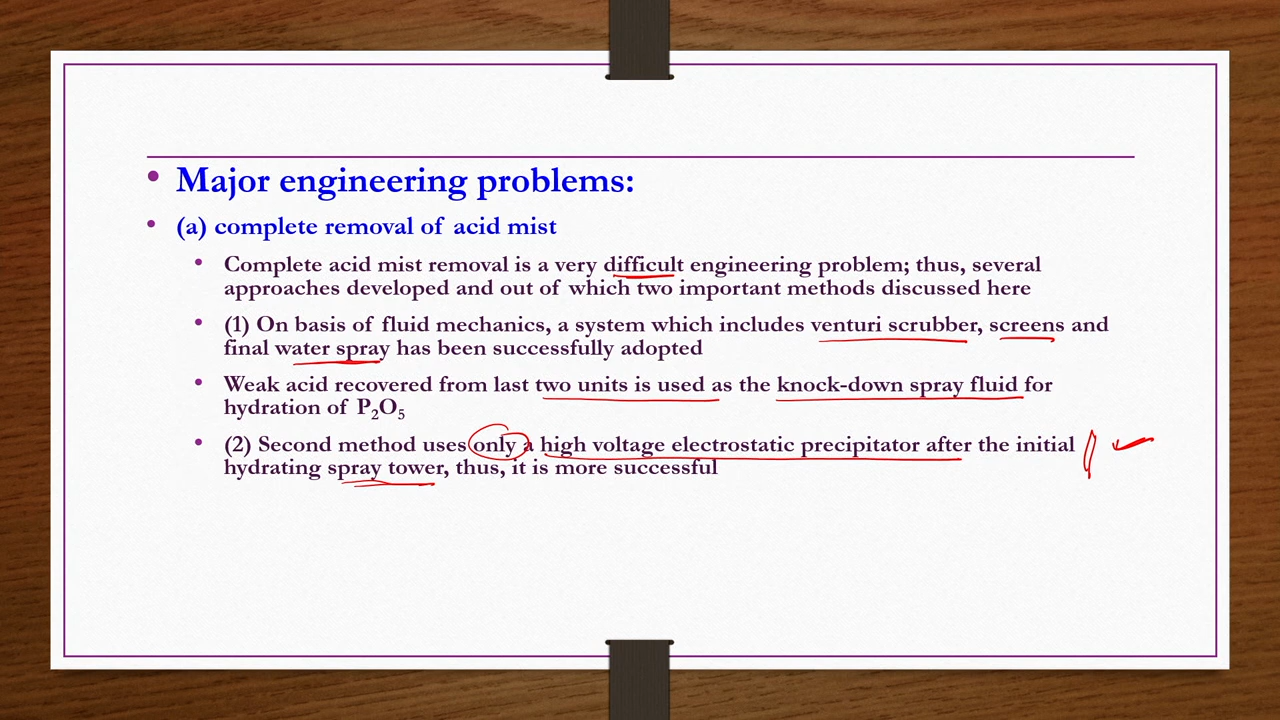 • Major engineering problems:
• (a) complete removal of acid mist
• Complete acid mist removal is a very difficult engineering problem; thus, several
approaches developed and out of which two important methods discussed here
• (1) On basis of fluid mechanics, a system which includes venturi scrubber, screens and
final water spray has been successfully adopted
• Weak acid recovered from last two units is used as the knock-down spray fluid for
hydration of P₂O₅
• (2) Second method uses only a high voltage electrostatic precipitator after the initial
hydrating spray tower, thus, it is more successful